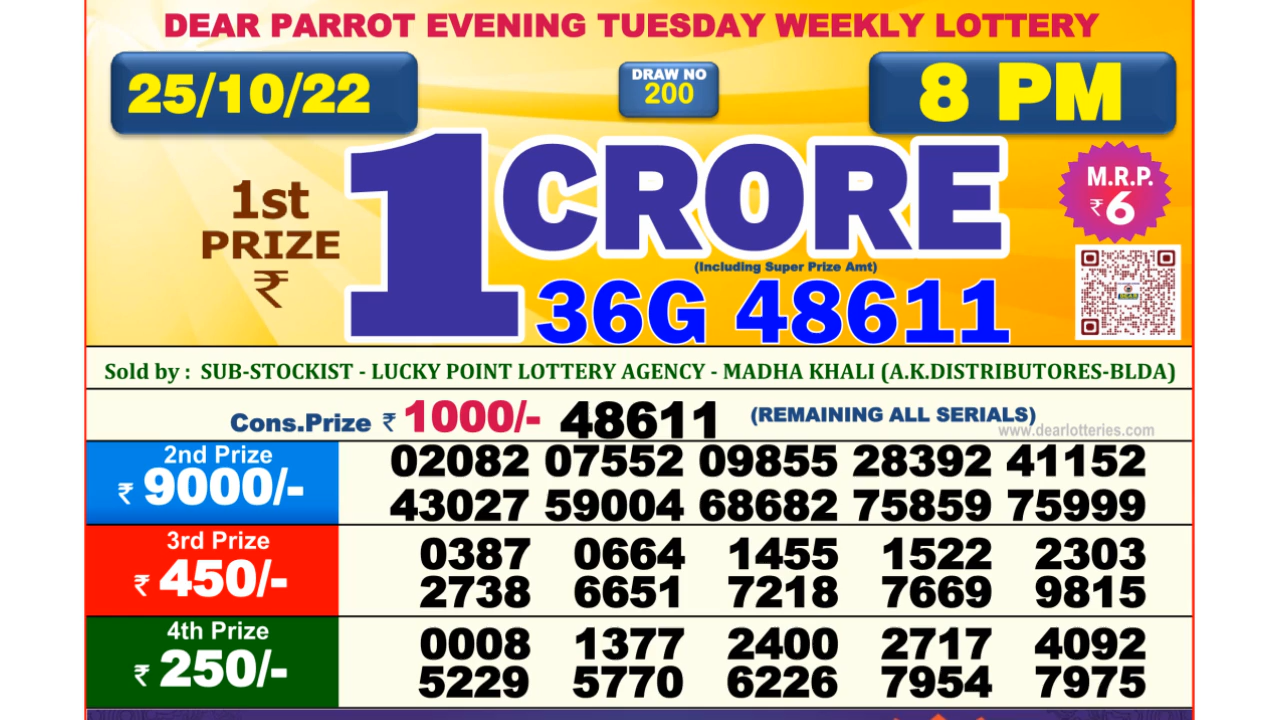 DEAR PARROT EVENING TUESDAY WEEKLY LOTTERY
25/10/22
DRAW NO
200
8 PM
1st
PRIZE
₹
1 CRORE
(Including Super Prize Amt)
36G 48611
M.R.P.
₹6
Sold by : SUB-STOCKIST - LUCKY POINT LOTTERY AGENCY - MADHA KHALI (A.K.DISTRIBUTORES-BLDA)
Cons.Prize ₹ 1000/- 48611 (REMAINING ALL SERIALS)
www.dearlotteries.com
2nd Prize
₹ 9000/-
02082 07552 09855 28392 41152
43027 59004 68682 75859 75999
3rd Prize
₹ 450/-
0387 0664 1455 1522 2303
2738 6651 7218 7669 9815
4th Prize
₹ 250/-
0008 1377 2400 2717 4092
5229 5770 6226 7954 7975